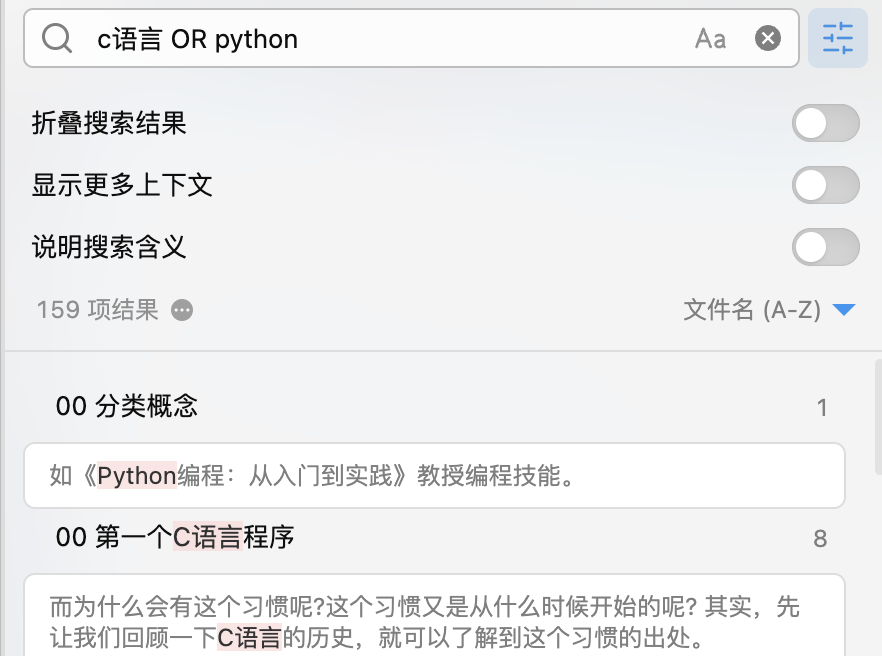 c语言 OR python Aa
折叠搜索结果
显示更多上下文
说明搜索含义
159 项结果 文件名 (A-Z)
00 分类概念 1
如《Python编程：从入门到实践》教授编程技能。
00 第一个C语言程序 8
而为什么会有这个习惯呢?这个习惯又是从什么时候开始的呢? 其实，先
让我们回顾一下C语言的历史，就可以了解到这个习惯的出处。